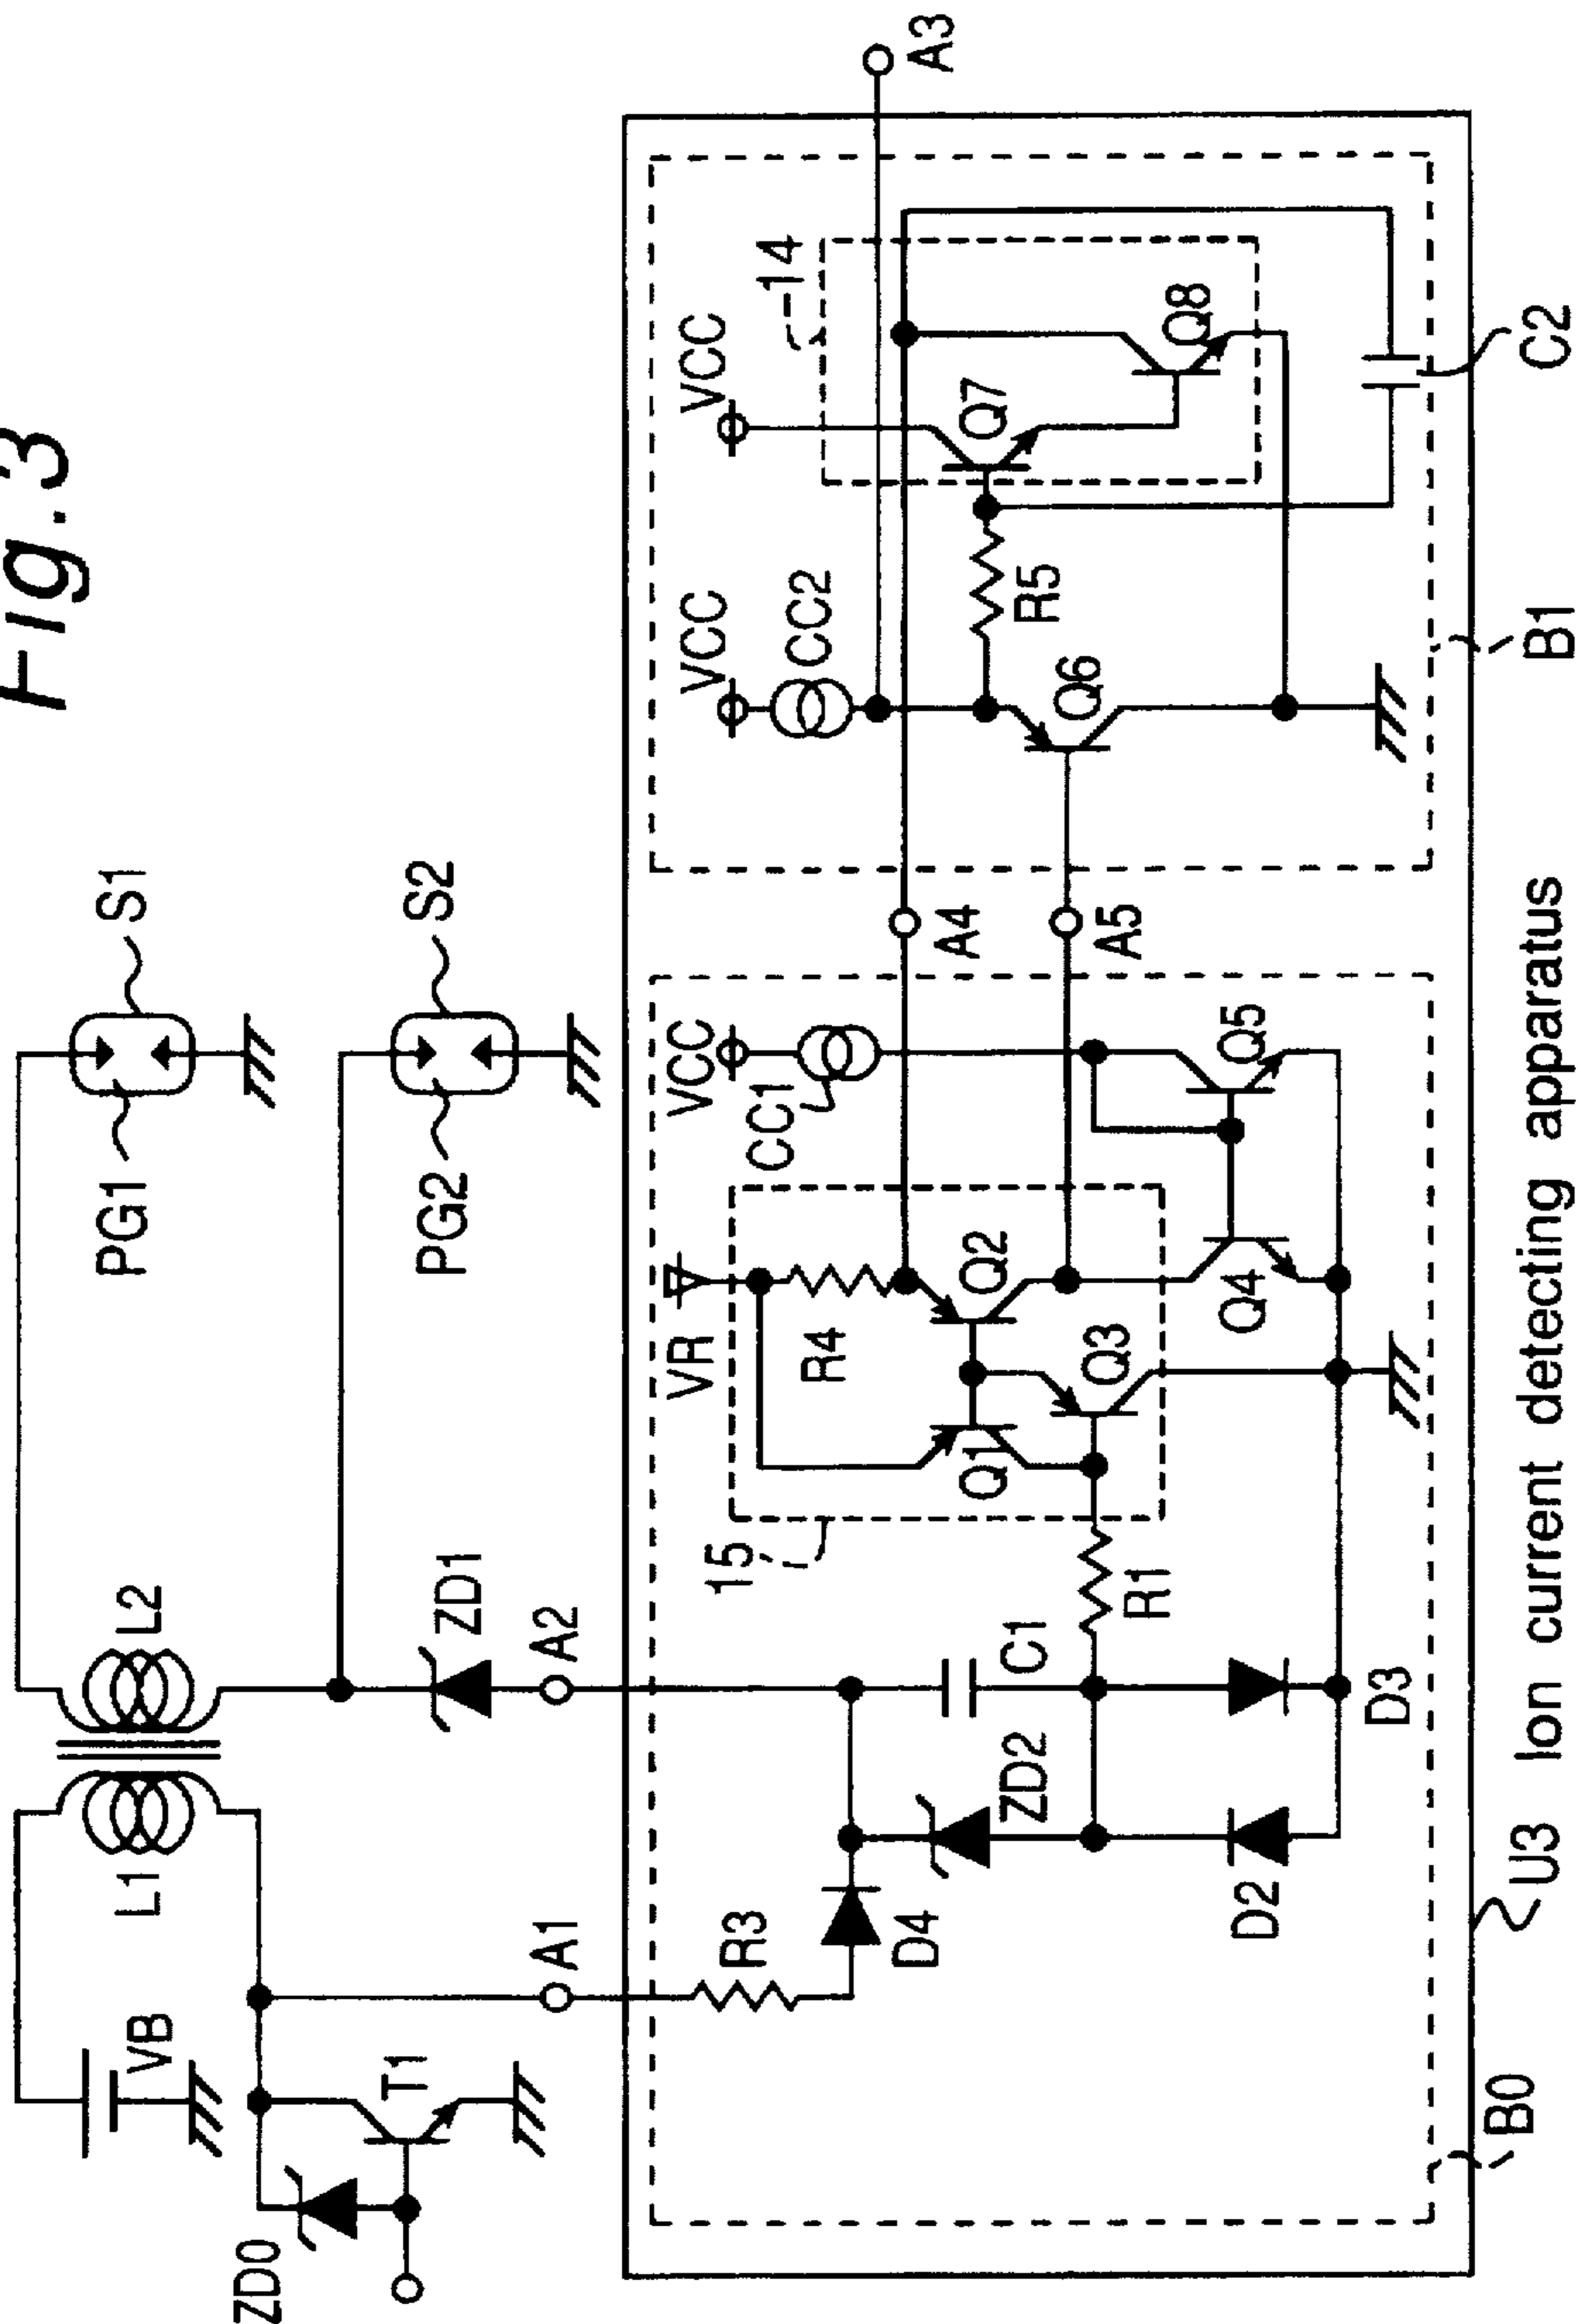 Fig.3
S1
PG1
S2
PG2
L2
L1
ZD1
A2
A1
VB
T1
ZD0
A3
VCC
14
VCC
CC2
Q7
Q8
R5
Q6
C2
B1
A4
A5
VCC
CC1
Q5
VR
R4
Q2
Q4
Q3
Q1
15
R1
C1
ZD2
D3
R3
D4
D2
U3
B0
Ion current detecting apparatus